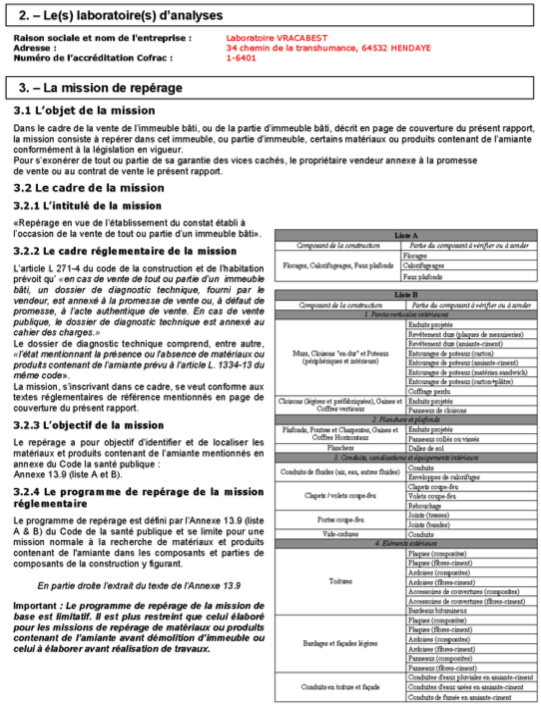 2. – Le(s) laboratoire(s) d'analyses
Raison sociale et nom de l'entreprise : Laboratoire VRACABEST
Adresse : 34 chemin de la transhumance, 64532 HENDAYE
Numéro de l'accréditation Cofrac : 1-6401
3. – La mission de repérage
3.1 L'objet de la mission
Dans le cadre de la vente de l'immeuble bâti, ou de la partie d'immeuble bâti, décrit en page de couverture du présent rapport,
la mission consiste à repérer dans cet immeuble, ou partie d'immeuble, certains matériaux ou produits contenant de l'amiante
conformément à la législation en vigueur.
Pour s'exonérer de tout ou partie de sa garantie des vices cachés, le propriétaire vendeur annexe à la promesse
de vente ou au contrat de vente le présent rapport.
3.2 Le cadre de la mission
3.2.1 L'intitulé de la mission
«Repérage en vue de l'établissement du constat établi à
l'occasion de la vente de tout ou partie d'un immeuble bâti».
3.2.2 Le cadre réglementaire de la mission
L'article L 271-4 du code de la construction et de l'habitation
prévoit qu' «en cas de vente de tout ou partie d'un immeuble
bâti, un dossier de diagnostic technique, fourni par le
vendeur, est annexé à la promesse de vente ou, à défaut de
promesse, à l'acte authentique de vente. En cas de vente
publique, le dossier de diagnostic technique est annexé au
cahier des charges.»
Le dossier de diagnostic technique comprend, entre autre,
«l'état mentionnant la présence ou l'absence de matériaux ou
produits contenant de l'amiante prévu à l'article L. 1334-13 du
même code».
La mission, s'inscrivant dans ce cadre, se veut conforme aux
textes réglementaires de référence mentionnés en page de
couverture du présent rapport.
3.2.3 L'objectif de la mission
Le repérage a pour objectif d'identifier et de localiser les
matériaux et produits contenant de l'amiante mentionnés en
annexe du Code la santé publique :
Annexe 13.9 (liste A et B).
3.2.4 Le programme de repérage de la mission
réglementaire
Le programme de repérage est défini par l'Annexe 13.9 (liste
A & B) du Code de la santé publique et se limite pour une
mission normale à la recherche de matériaux et produits
contenant de l'amiante dans les composants et parties de
composants de la construction y figurant.
En partie droite l'extrait du texte de l'Annexe 13.9
Important : Le programme de repérage de la mission de
base est limitatif. Il est plus restreint que celui élaboré
pour les missions de repérage de matériaux ou produits
contenant de l'amiante avant démolition d'immeuble ou
celui à élaborer avant réalisation de travaux.
Liste A
Composant de la construction Partie du composant à vérifier ou à sonder
Flocages, Calorifugeages, Faux plafonds
Flocages
Calorifugeages
Faux plafonds
Liste B
Composant de la construction Partie du composant à vérifier ou à sonder
1. Parois verticales intérieures
Murs, Cloisons "en dur" et Poteaux
(périphériques et intérieurs)
Enduits projetés
Revêtement durs (plaques de menuiseries)
Revêtement durs (amiante-ciment)
Entourages de poteaux (carton)
Entourages de poteaux (amiante-ciment)
Entourages de poteaux (matériau sandwich)
Entourages de poteaux (carton+plâtre)
Coffrage perdu
Cloisons (légères et préfabriquées), Gaines et
Coffres verticaux
Enduits projetés
Panneaux de cloisons
2. Planchers et plafonds
Plafonds, Poutres et Charpentes, Gaines et
Coffres Horizontaux
Enduits projetés
Panneaux collés ou vissés
Planchers Dalles de sol
3. Conduits, canalisations et équipements intérieurs
Conduits de fluides (air, eau, autres fluides)
Conduits
Enveloppes de calorifuges
Clapets / volets coupe-feu
Clapets coupe-feu
Volets coupe-feu
Rebouchage
Portes coupe-feu
Joints (tresses)
Joints (bandes)
Vide-ordures Conduits
4. Eléments extérieurs
Toitures
Plaques (composites)
Plaques (fibres-ciment)
Ardoises (composites)
Ardoises (fibres-ciment)
Accessoires de couvertures (composites)
Accessoires de couvertures (fibres-ciment)
Bardeaux bitumineux
Bardages et façades légères
Plaques (composites)
Plaques (fibres-ciment)
Ardoises (composites)
Ardoises (fibres-ciment)
Panneaux (composites)
Panneaux (fibres-ciment)
Conduits en toiture et façade
Conduites d'eaux pluviales en amiante-ciment
Conduites d'eaux usées en amiante-ciment
Conduits de fumée en amiante-ciment